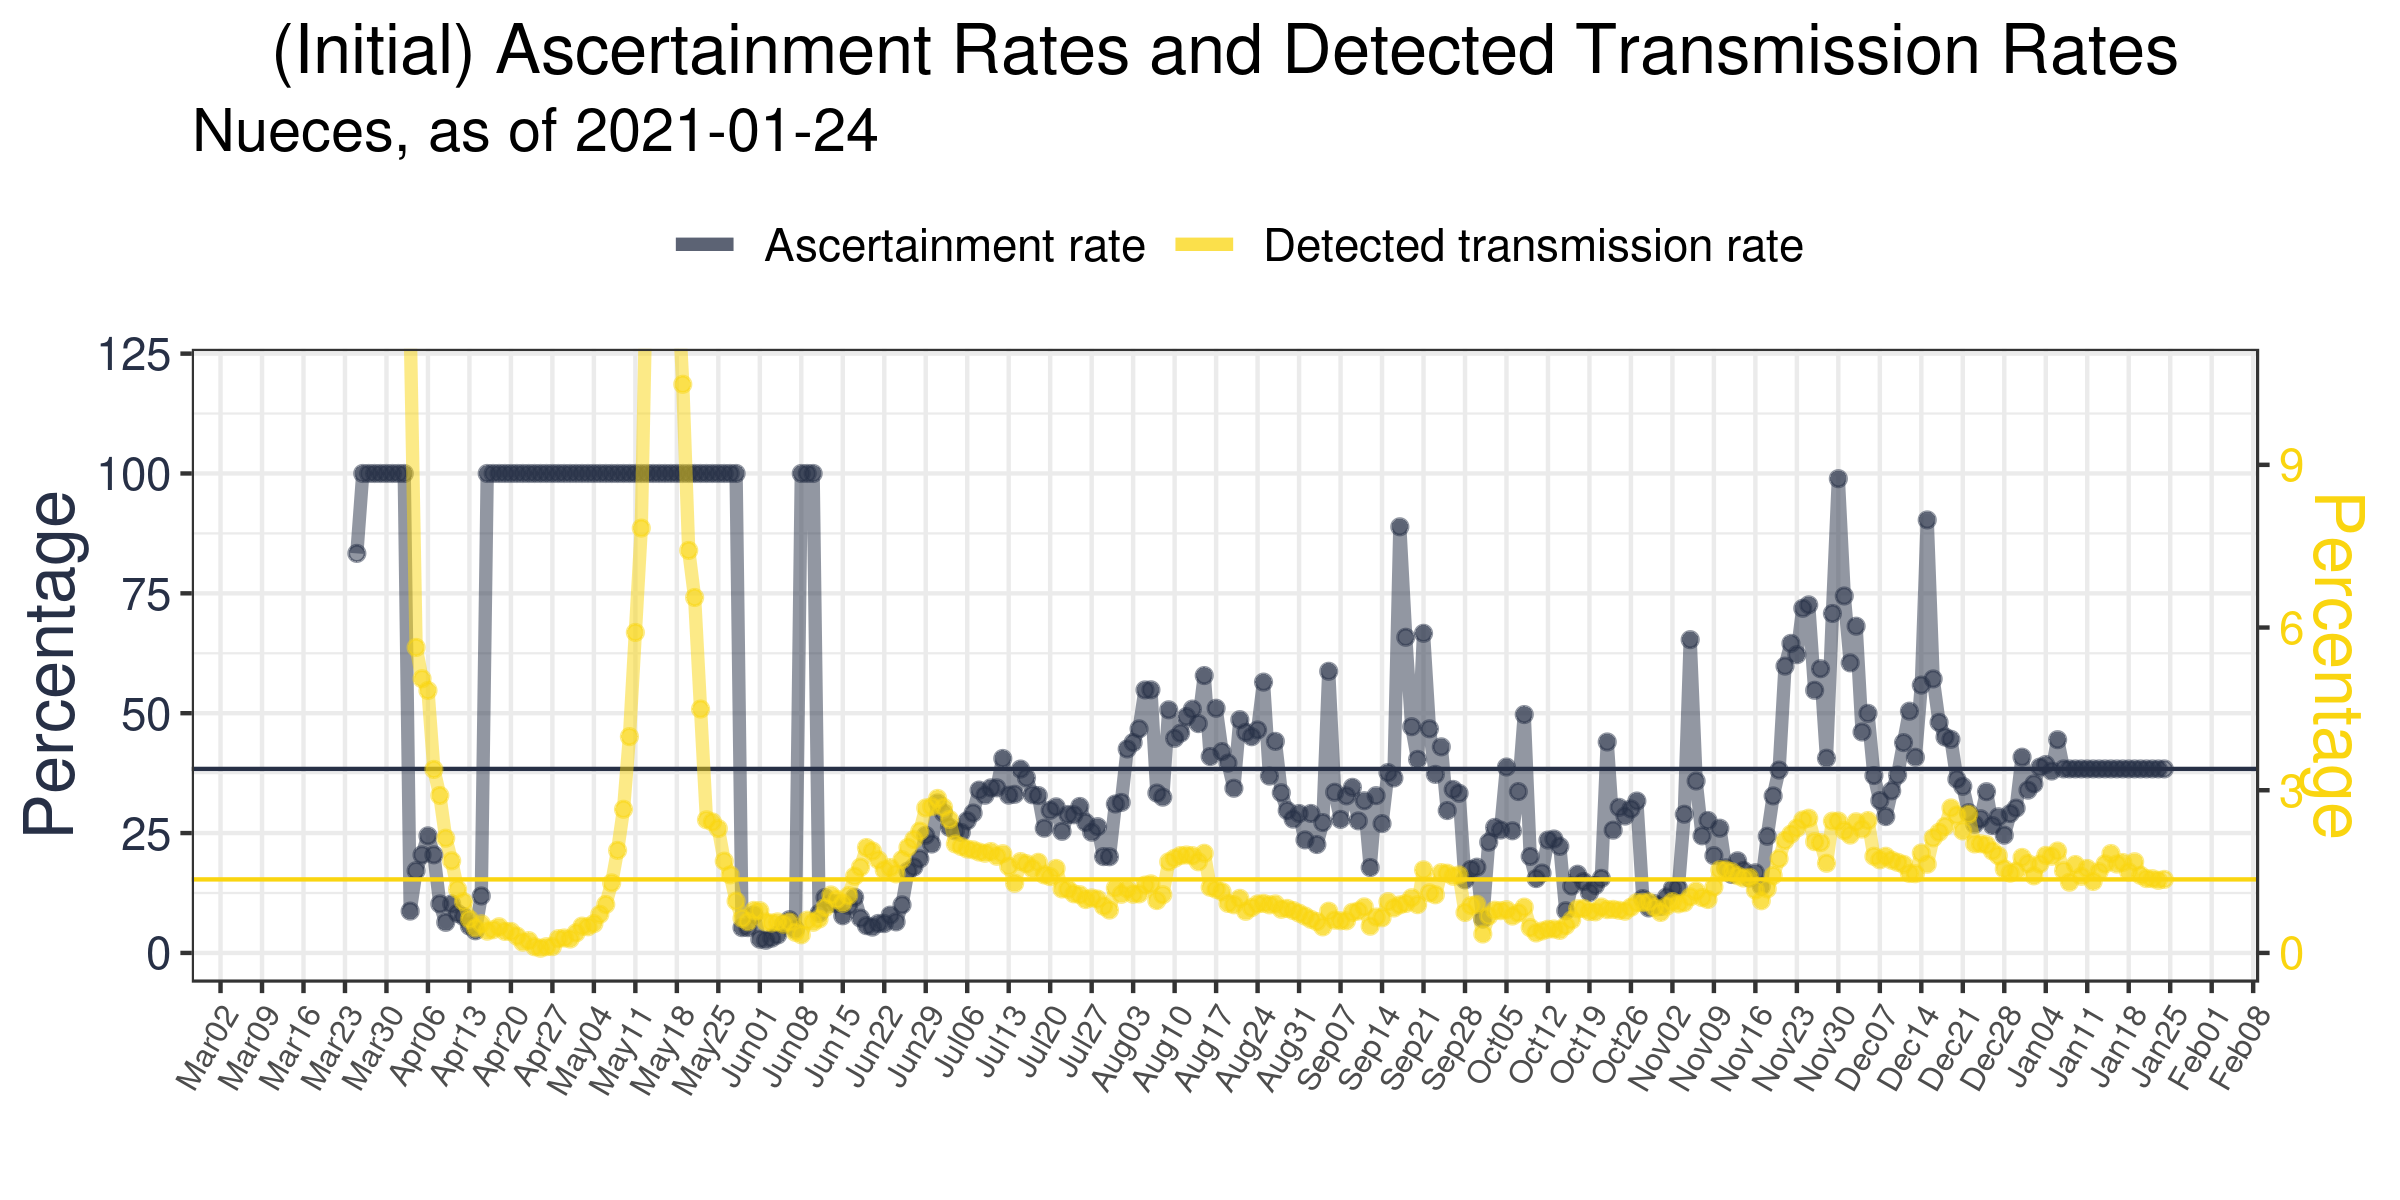 (Initial) Ascertainment Rates and Detected Transmission Rates
Nueces, as of 2021-01-24
Ascertainment rate
Detected transmission rate
Percentage
125
100
75
50
25
0
9
6
3
0
Percentage
Mar02
Mar09
Mar16
Mar23
Mar30
Apr06
Apr13
Apr20
Apr27
May04
May11
May18
May25
Jun01
Jun08
Jun15
Jun22
Jun29
Jul06
Jul13
Jul20
Jul27
Aug03
Aug10
Aug17
Aug24
Aug31
Sep07
Sep14
Sep21
Sep28
Oct05
Oct12
Oct19
Oct26
Nov02
Nov09
Nov16
Nov23
Nov30
Dec07
Dec14
Dec21
Dec28
Jan04
Jan11
Jan18
Jan25
Feb01
Feb08